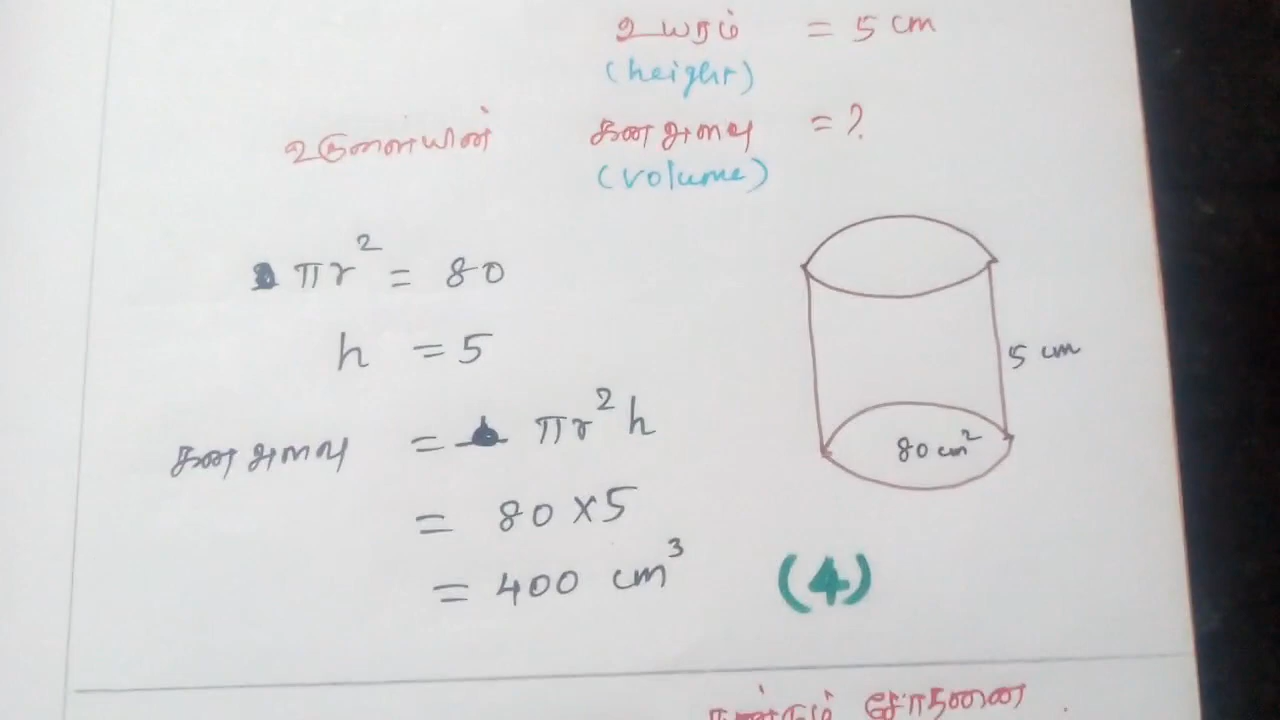 உயரம் = 5 cm
(height)
உருளையின் கனஅளவு = ?
(volume)
πr² = 80
h = 5
5 cm
கனஅளவு = πr²h
80 cm²
= 80 × 5
= 400 cm³
(4)
சோதனை